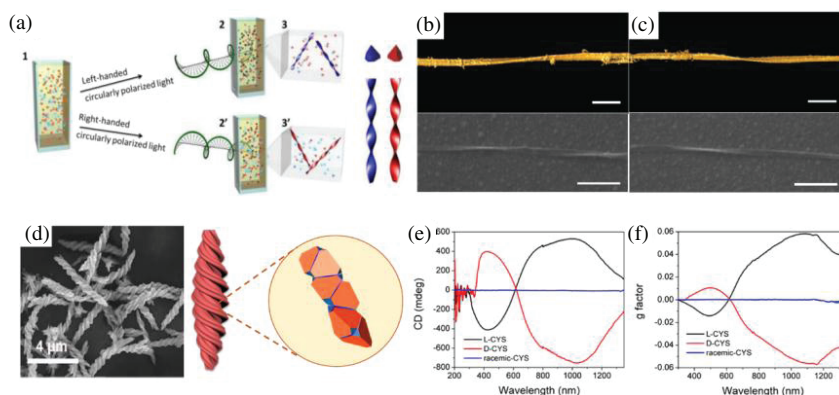 (a)
1
Left-handed
circularly polarized light
Right-handed
circularly polarized light
2
3
2'
3'
(b)
(c)
(d)
4 μm
(e)
600
400
200
0
-200
-400
-600
-800
CD (mdeg)
L-CYS
D-CYS
racemic-CYS
200 400 600 800 1000 1200
Wavelength (nm)
(f)
0.06
0.04
0.02
0.00
-0.02
-0.04
-0.06
g factor
L-CYS
D-CYS
racemic-CYS
400 600 800 1000 1200
Wavelength (nm)